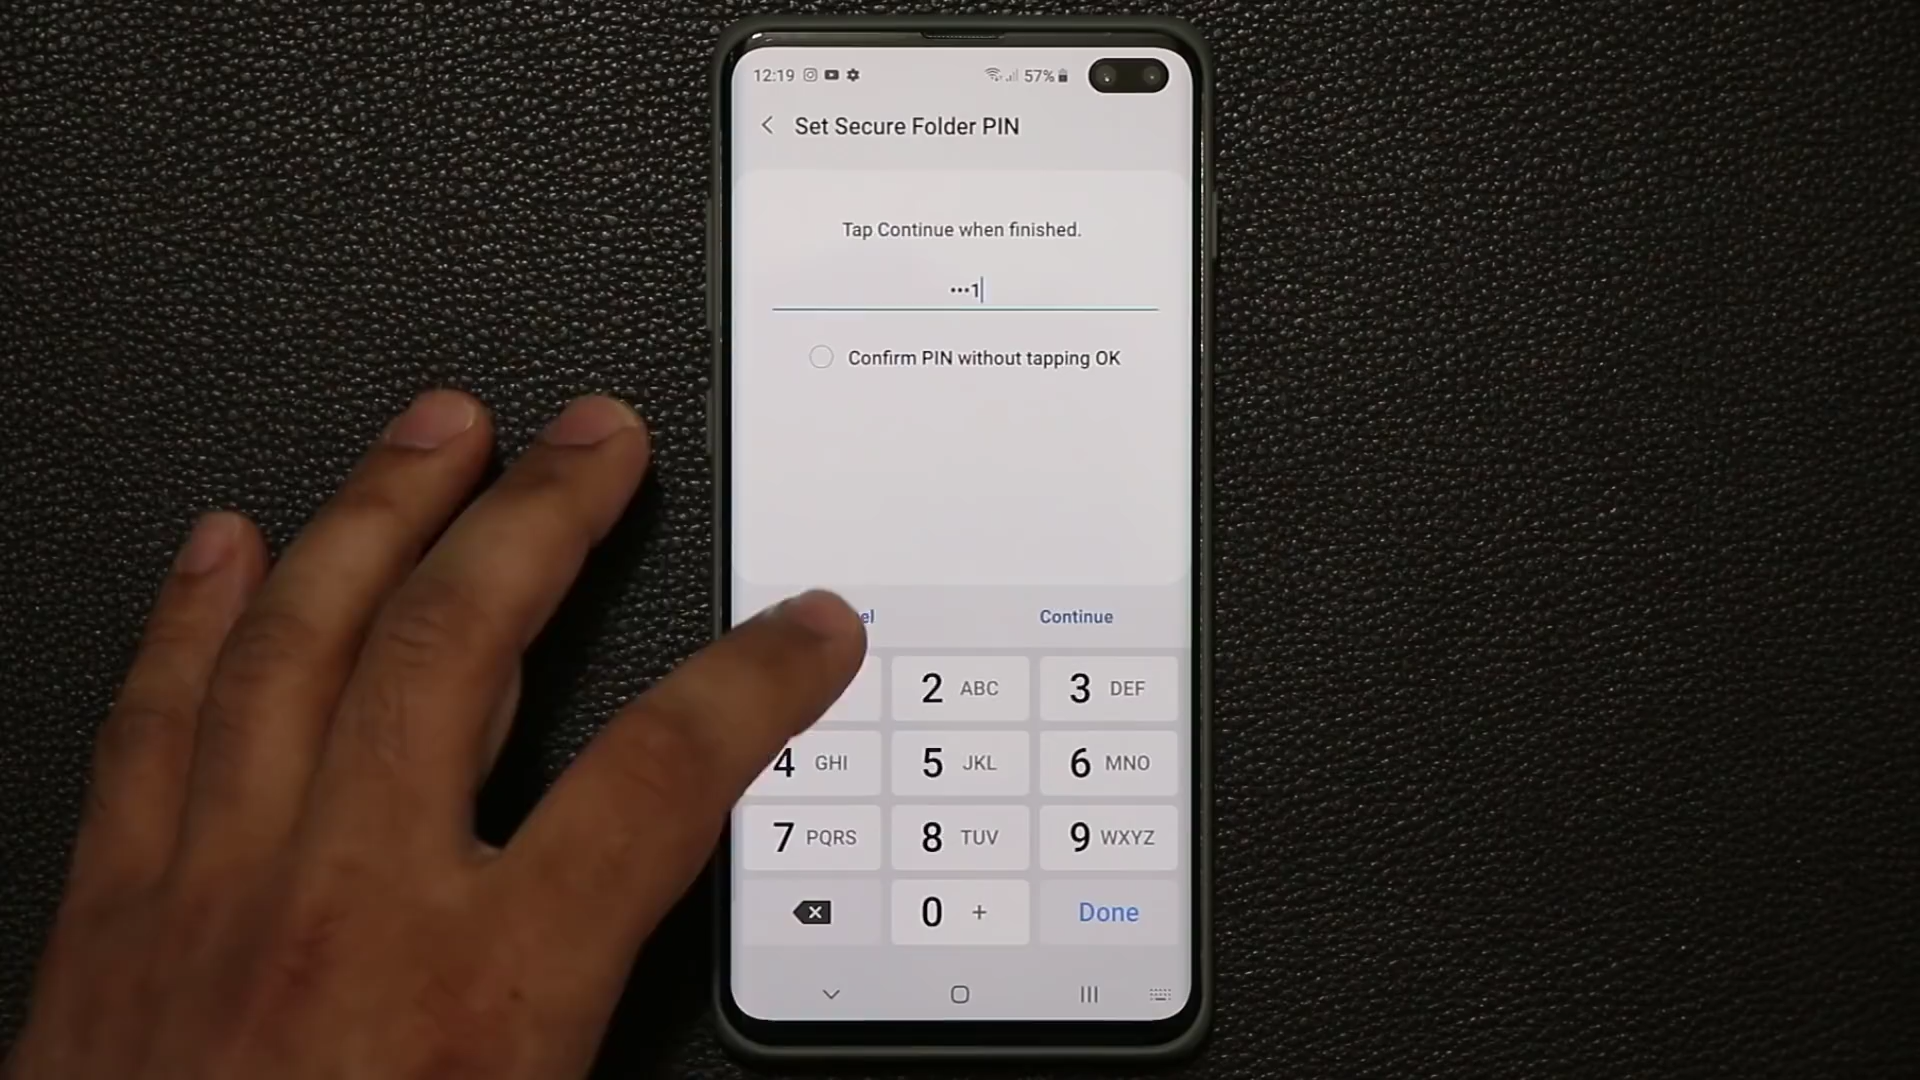 12:19 57%
Set Secure Folder PIN
Tap Continue when finished.
•••1
Confirm PIN without tapping OK
el Continue
2 ABC 3 DEF
4 GHI 5 JKL 6 MNO
7 PQRS 8 TUV 9 WXYZ
0 + Done